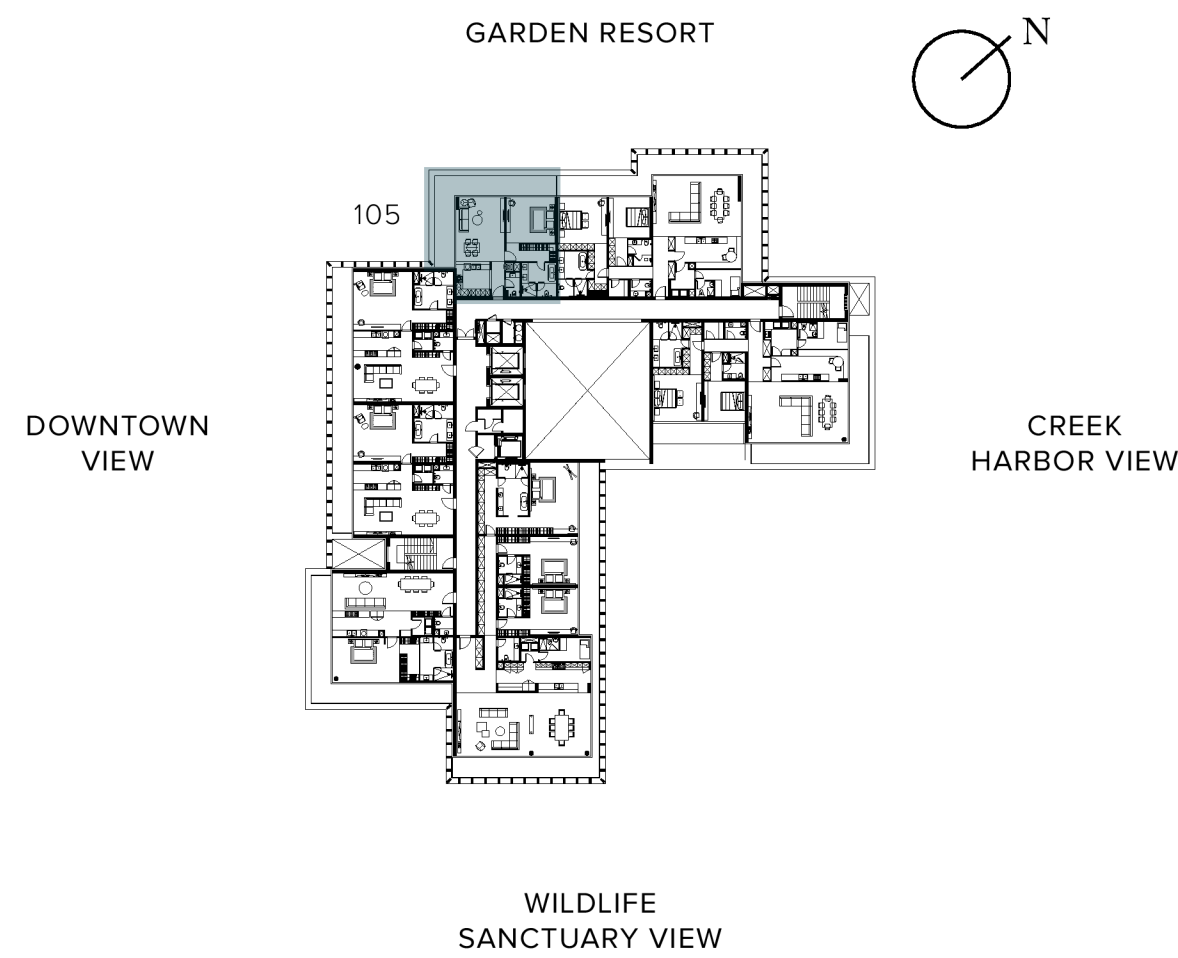 GARDEN RESORT
N
105
DOWNTOWN
VIEW
CREEK
HARBOR VIEW
WILDLIFE
SANCTUARY VIEW